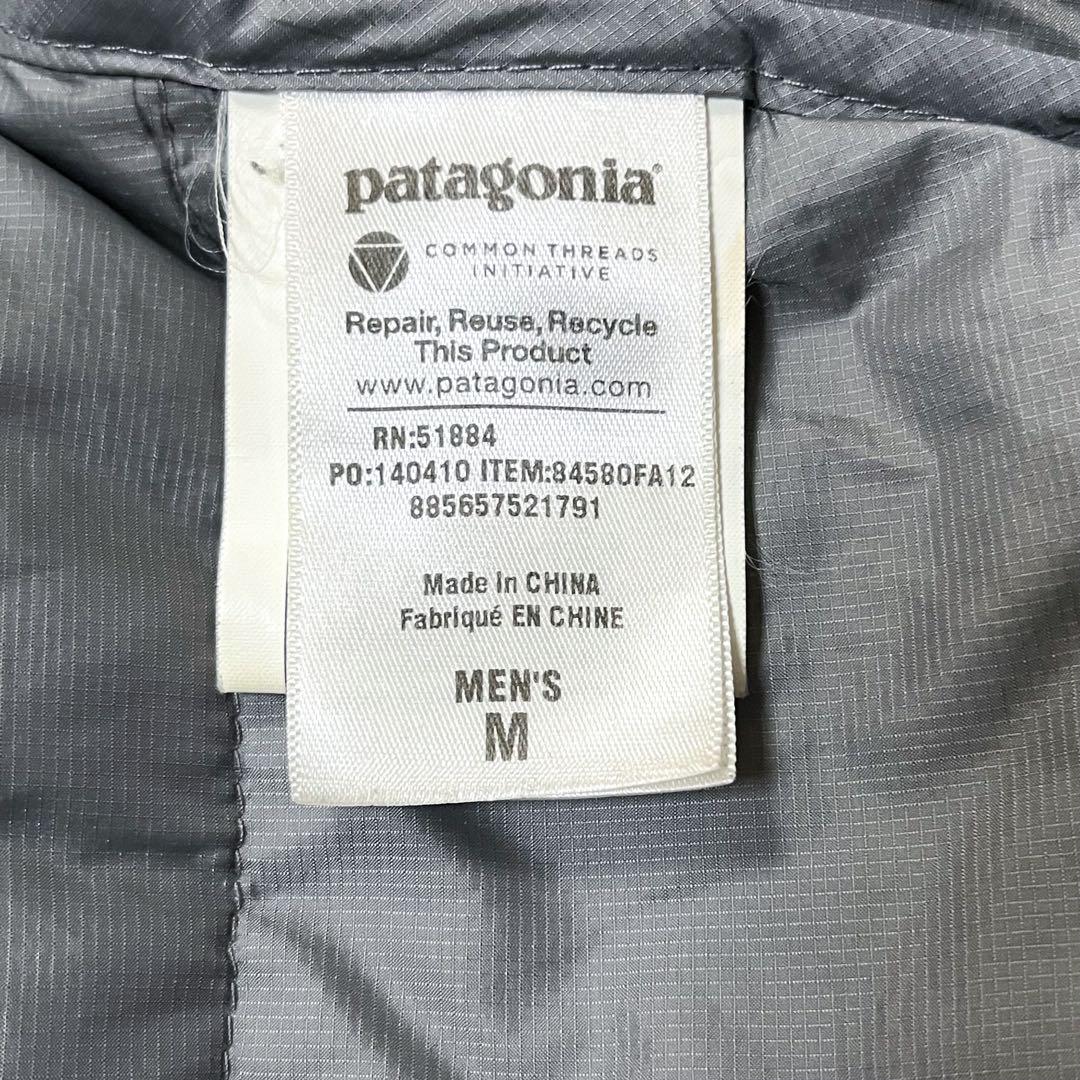 patagonia®
COMMON THREADS
INITIATIVE
Repair, Reuse, Recycle
This Product
www.patagonia.com
RN:51884
PO:140410 ITEM:84580FA12
885657521791
Made in CHINA
Fabriqué EN CHINE
MEN'S
M